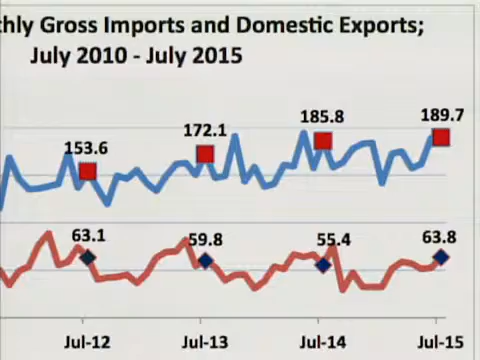 hly Gross Imports and Domestic Exports;
July 2010 - July 2015
153.6
172.1
185.8
189.7
63.1
59.8
55.4
63.8
Jul-12 Jul-13 Jul-14 Jul-15